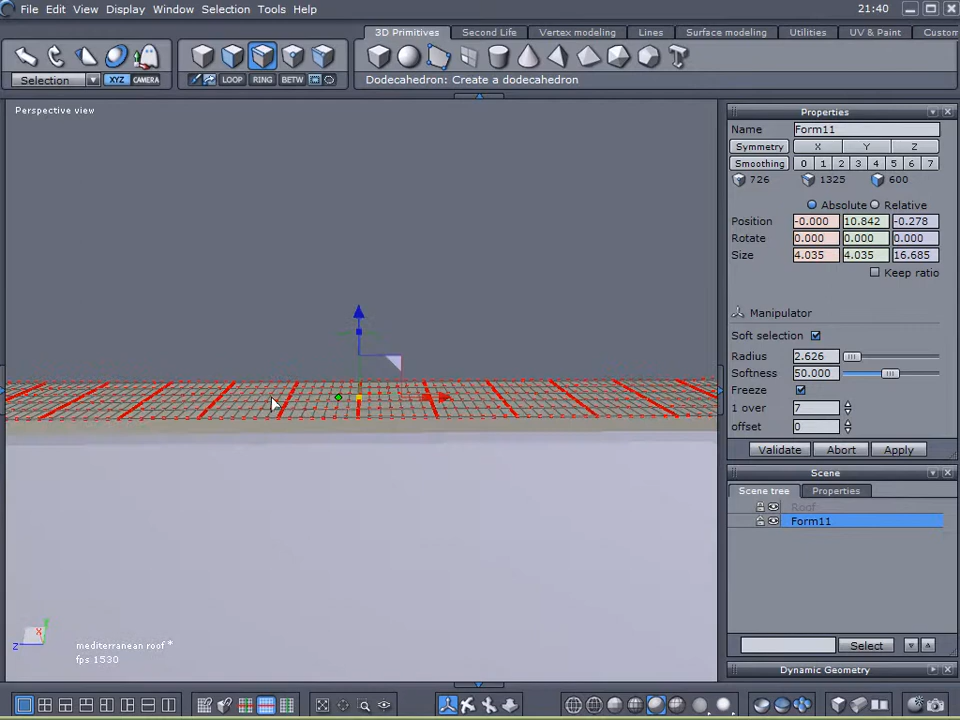 File Edit View Display Window Selection Tools Help 21:40
3D Primitives Second Life Vertex modeling Lines Surface modeling Utilities UV & Paint Custom
Selection XYZ CAMERA LOOP RING BETW Dodecahedron: Create a dodecahedron
Perspective view
Properties
Name Form11
Symmetry X Y Z
Smoothing 0 1 2 3 4 5 6 7
726 1325 600
Absolute Relative
Position -0.000 10.842 -0.278
Rotate 0.000 0.000 0.000
Size 4.035 4.035 16.685
Keep ratio
Manipulator
Soft selection
Radius 2.626
Softness 50.000
Freeze
1 over 7
offset 0
Validate Abort Apply
Scene
Scene tree Properties
Roof
Form11
Select
Dynamic Geometry
X
Z
mediterranean roof *
fps 1530